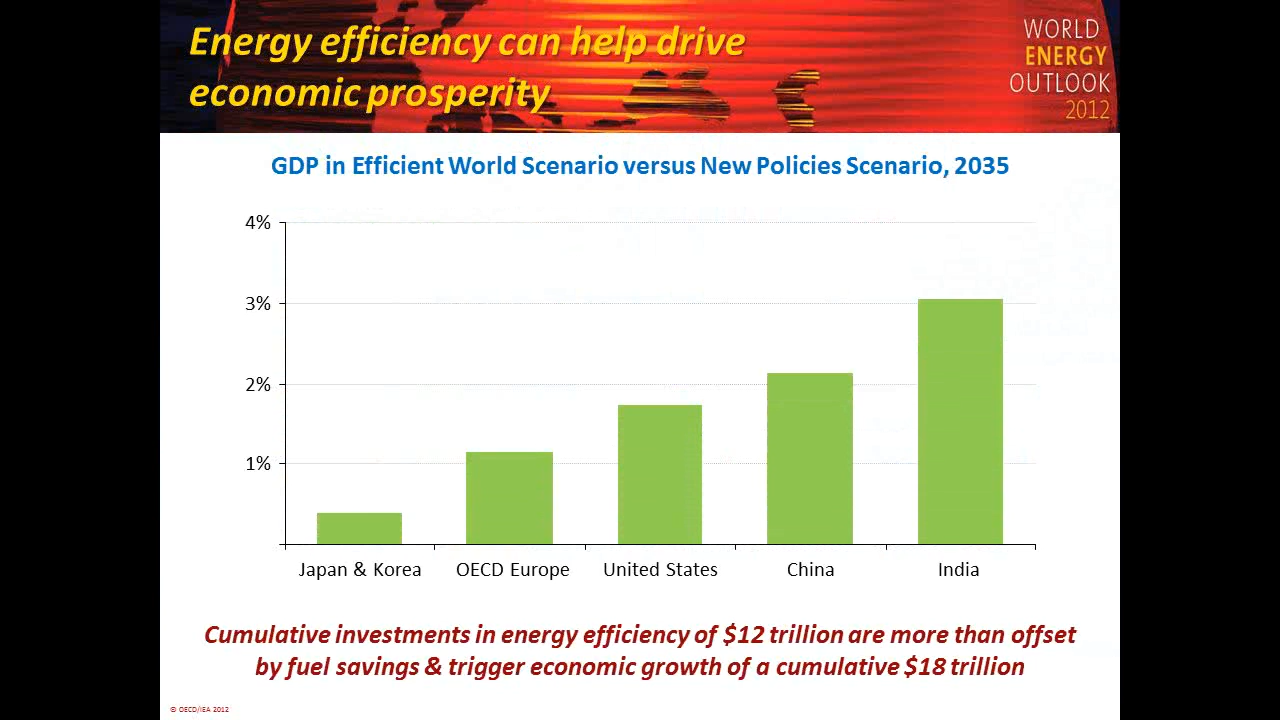 Energy efficiency can help drive
economic prosperity
WORLD
ENERGY
OUTLOOK
2012
GDP in Efficient World Scenario versus New Policies Scenario, 2035
4%
3%
2%
1%
Japan & Korea
OECD Europe
United States
China
India
Cumulative investments in energy efficiency of $12 trillion are more than offset
by fuel savings & trigger economic growth of a cumulative $18 trillion
© OECD/IEA 2012